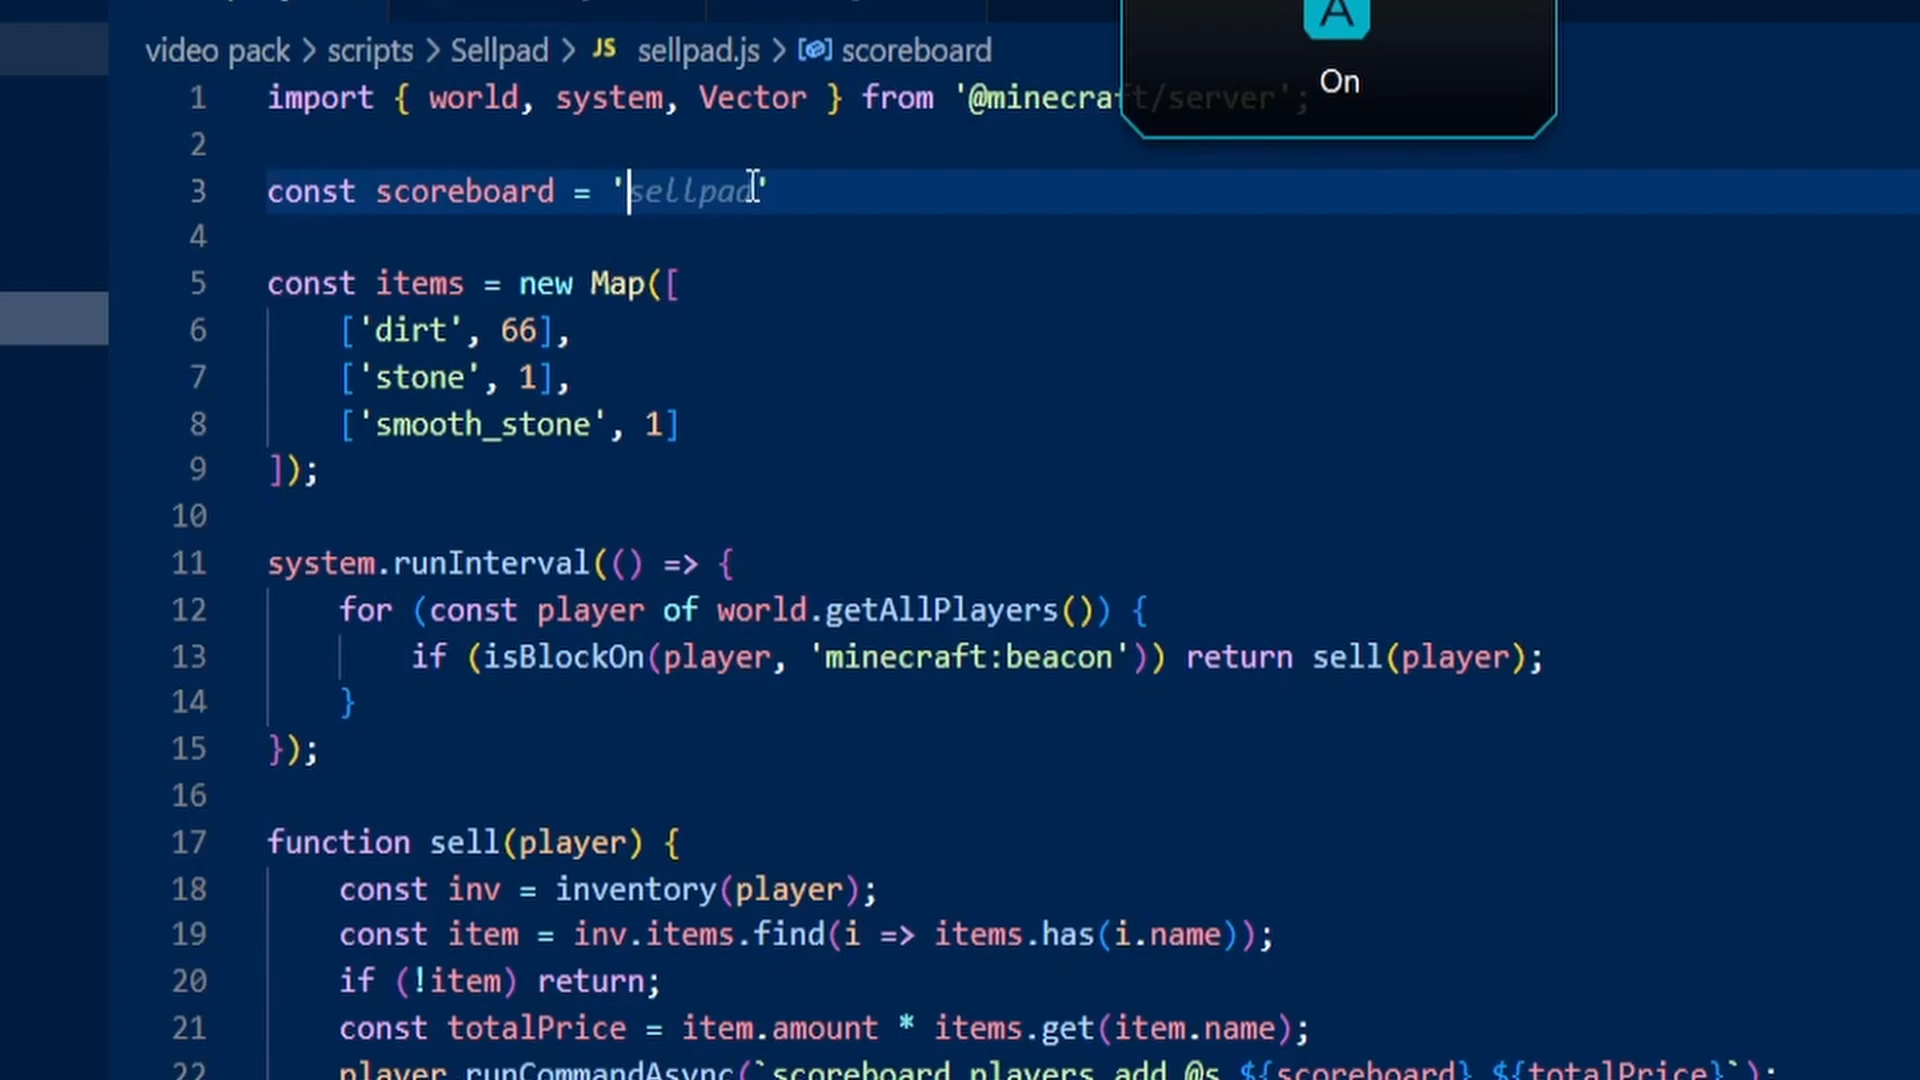 A
On
video pack > scripts > Sellpad > JS sellpad.js > scoreboard
1 import { world, system, Vector } from '@minecraft/server';
2
3 const scoreboard = 'sellpad'
4
5 const items = new Map([
6 ['dirt', 66],
7 ['stone', 1],
8 ['smooth_stone', 1]
9 ]);
10
11 system.runInterval(() => {
12 for (const player of world.getAllPlayers()) {
13 if (isBlockOn(player, 'minecraft:beacon')) return sell(player);
14 }
15 });
16
17 function sell(player) {
18 const inv = inventory(player);
19 const item = inv.items.find(i => items.has(i.name));
20 if (!item) return;
21 const totalPrice = item.amount * items.get(item.name);
22 player.runCommandAsync(`scoreboard players add @s ${scoreboard} ${totalPrice}`);